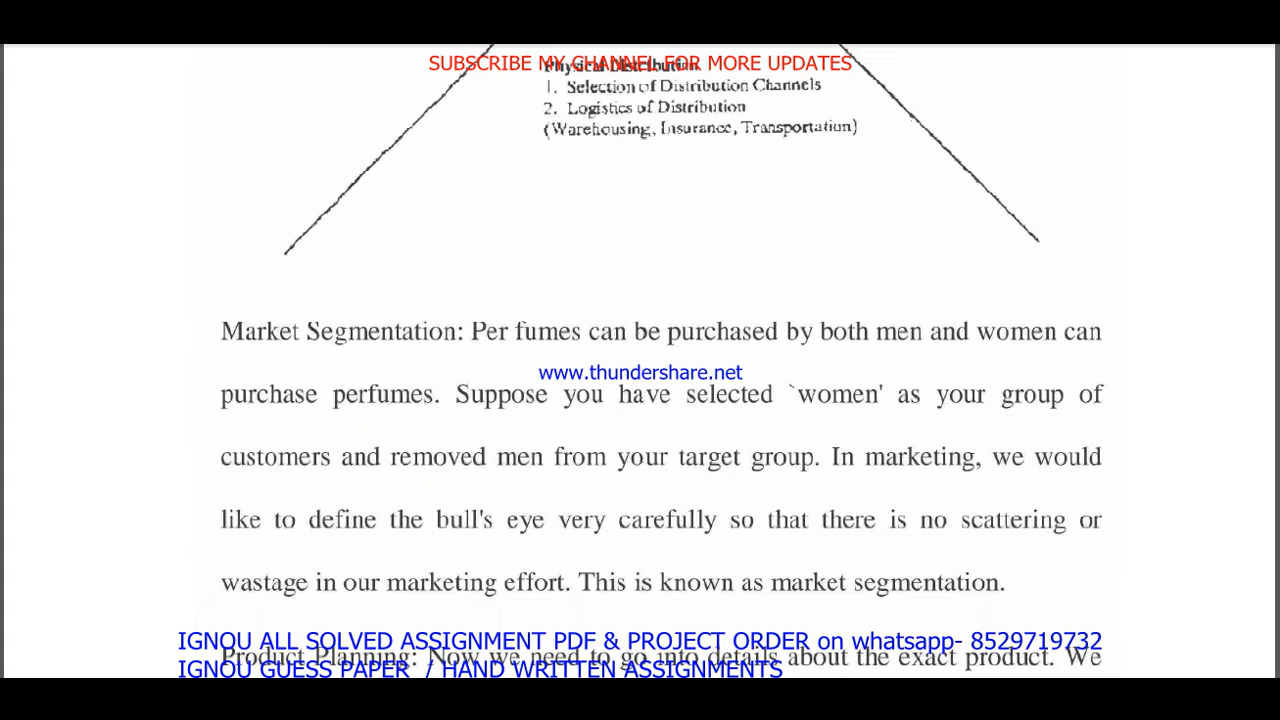 SUBSCRIBE MY CHANNEL FOR MORE UPDATES
Physical Distribution
1. Selection of Distribution Channels
2. Logistics of Distribution
(Warehousing, Insurance, Transportation)
Market Segmentation: Per fumes can be purchased by both men and women can
www.thundershare.net
purchase perfumes. Suppose you have selected `women' as your group of
customers and removed men from your target group. In marketing, we would
like to define the bull's eye very carefully so that there is no scattering or
wastage in our marketing effort. This is known as market segmentation.
IGNOU ALL SOLVED ASSIGNMENT PDF & PROJECT ORDER on whatsapp- 8529719732
Product Planning: Now we need to go into details about the exact product. We
IGNOU GUESS PAPER / HAND WRITTEN ASSIGNMENTS